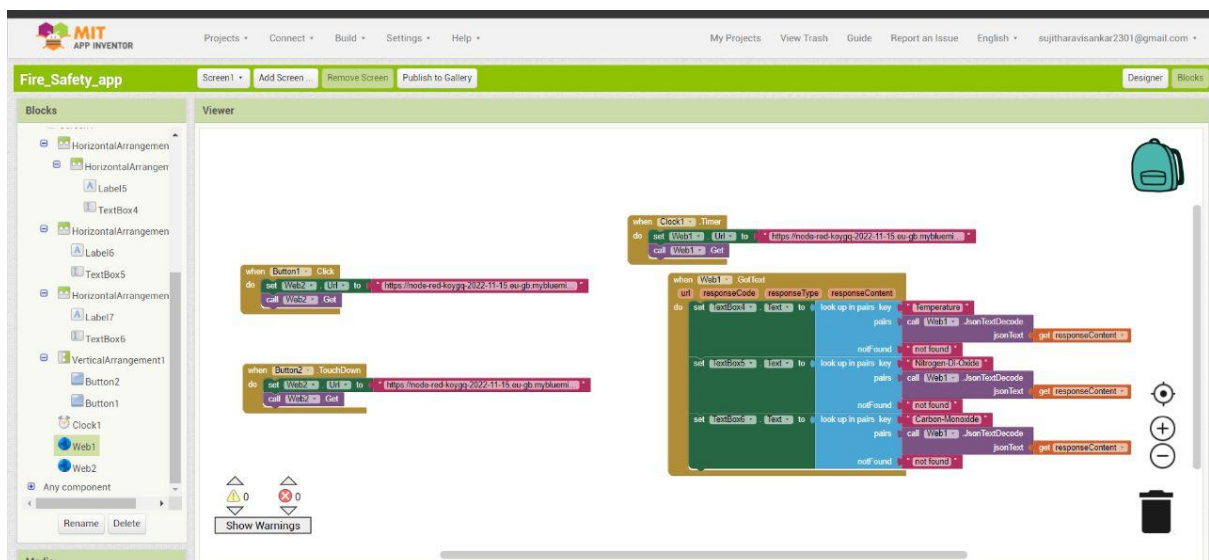 MIT
APP INVENTOR
Projects Connect Build Settings Help My Projects View Trash Guide Report an Issue English sujitharavisankar2301@gmail.com
Fire_Safety_app Screen1 Add Screen ... Remove Screen Publish to Gallery Designer Blocks
Blocks Viewer
HorizontalArrangemen
HorizontalArrangen
Label5
TextBox4
HorizontalArrangemen
Label6
TextBox5
HorizontalArrangemen
Label7
TextBox6
VerticalArrangement1
Button2
Button1
Clock1
Web1
Web2
Any component
Rename Delete
when Button1 .Click
do set Web2 . Url to "https://node-red-koygq-2022-11-15.eu-gb.mybluemi..."
call Web2 .Get
when Button2 .TouchDown
do set Web2 . Url to "https://node-red-koygq-2022-11-15.eu-gb.mybluemi..."
call Web2 .Get
when Clock1 .Timer
do set Web1 . Url to "https://node-red-koygq-2022-11-15.eu-gb.mybluemi..."
call Web1 .Get
when Web1 .GotText
url responseCode responseType responseContent
do set TextBox4 . Text to look up in pairs key "Temperature"
pairs call Web1 .JsonTextDecode
jsonText get responseContent
notFound "not found"
set TextBox5 . Text to look up in pairs key "Nitrogen-Di-Oxide"
pairs call Web1 .JsonTextDecode
jsonText get responseContent
notFound "not found"
set TextBox6 . Text to look up in pairs key "Carbon-Monoxide"
pairs call Web1 .JsonTextDecode
jsonText get responseContent
notFound "not found"
0 0
Show Warnings